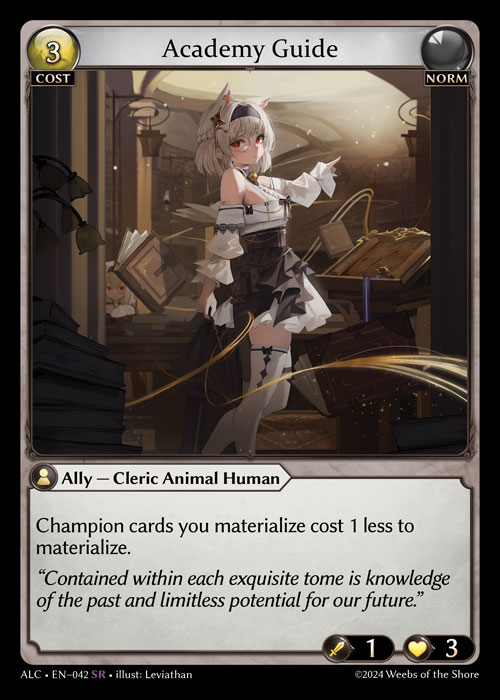 3
Academy Guide
COST
NORM
Ally — Cleric Animal Human
Champion cards you materialize cost 1 less to
materialize.
“Contained within each exquisite tome is knowledge
of the past and limitless potential for our future.”
1
3
ALC • EN–042 SR • illust: Leviathan
©2024 Weebs of the Shore